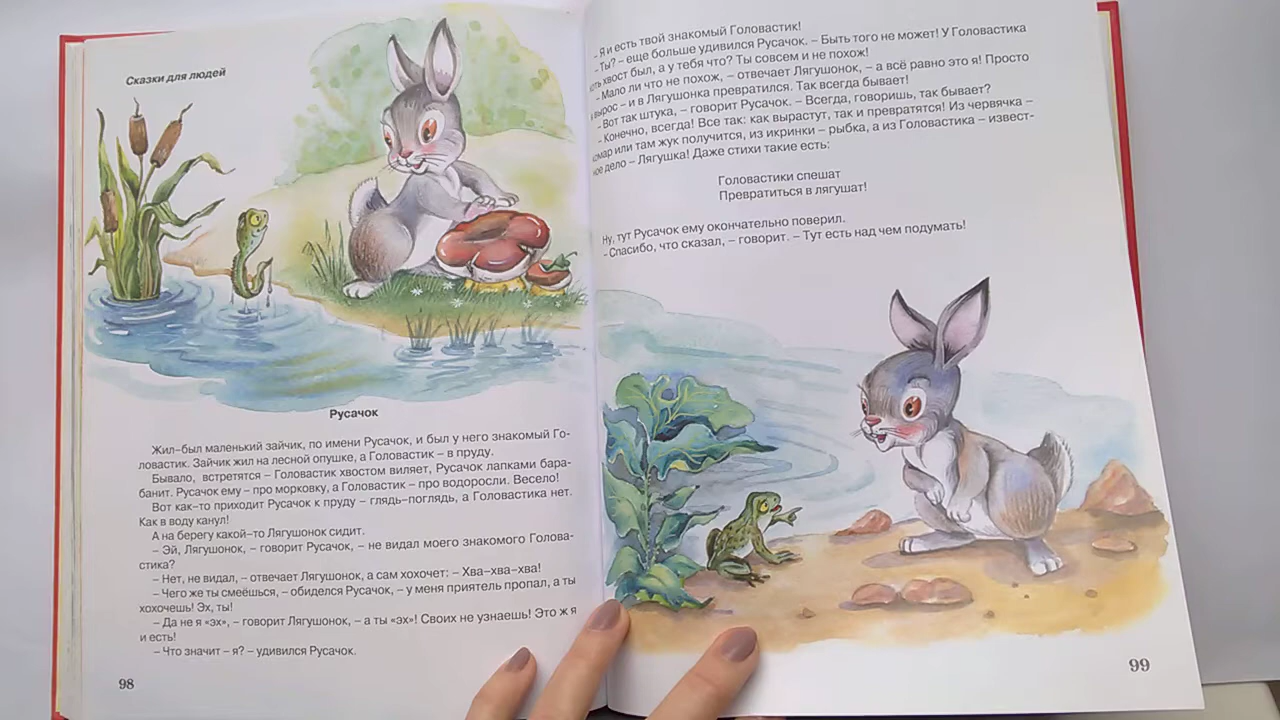 Сказки для людей
Русачок
Жил–был маленький зайчик, по имени Русачок, и был у него знакомый Го-
ловастик. Зайчик жил на лесной опушке, а Головастик – в пруду.
Бывало, встретятся – Головастик хвостом виляет, Русачок лапками бара-
банит. Русачок ему – про морковку, а Головастик – про водоросли. Весело!
Вот как–то приходит Русачок к пруду – глядь–поглядь, а Головастика нет.
Как в воду канул!
А на берегу какой–то Лягушонок сидит.
– Эй, Лягушонок, – говорит Русачок, – не видал моего знакомого Голова-
стика?
– Нет, не видал, – отвечает Лягушонок, а сам хохочет: – Хва–хва–хва!
– Чего же ты смеёшься, – обиделся Русачок, – у меня приятель пропал, а ты
хохочешь! Эх, ты!
– Да не я «эх», – говорит Лягушонок, – а ты «эх»! Своих не узнаешь! Это ж я
и есть!
– Что значит – я? – удивился Русачок.
98
– Я и есть твой знакомый Головастик!
– Ты? – еще больше удивился Русачок. – Быть того не может! У Головастика
хвост был, а у тебя что? Ты совсем и не похож!
– Мало ли что не похож, – отвечает Лягушонок, – а всё равно это я! Просто
вырос – и в Лягушонка превратился. Так всегда бывает!
– Вот так штука, – говорит Русачок. – Всегда, говоришь, так бывает?
– Конечно, всегда! Все так: как вырастут, так и превратятся! Из червячка –
комар или там жук получится, из икринки – рыбка, а из Головастика – извест-
ное дело – Лягушка! Даже стихи такие есть:
Головастики спешат
Превратиться в лягушат!
Ну, тут Русачок ему окончательно поверил.
– Спасибо, что сказал, – говорит. – Тут есть над чем подумать!
99